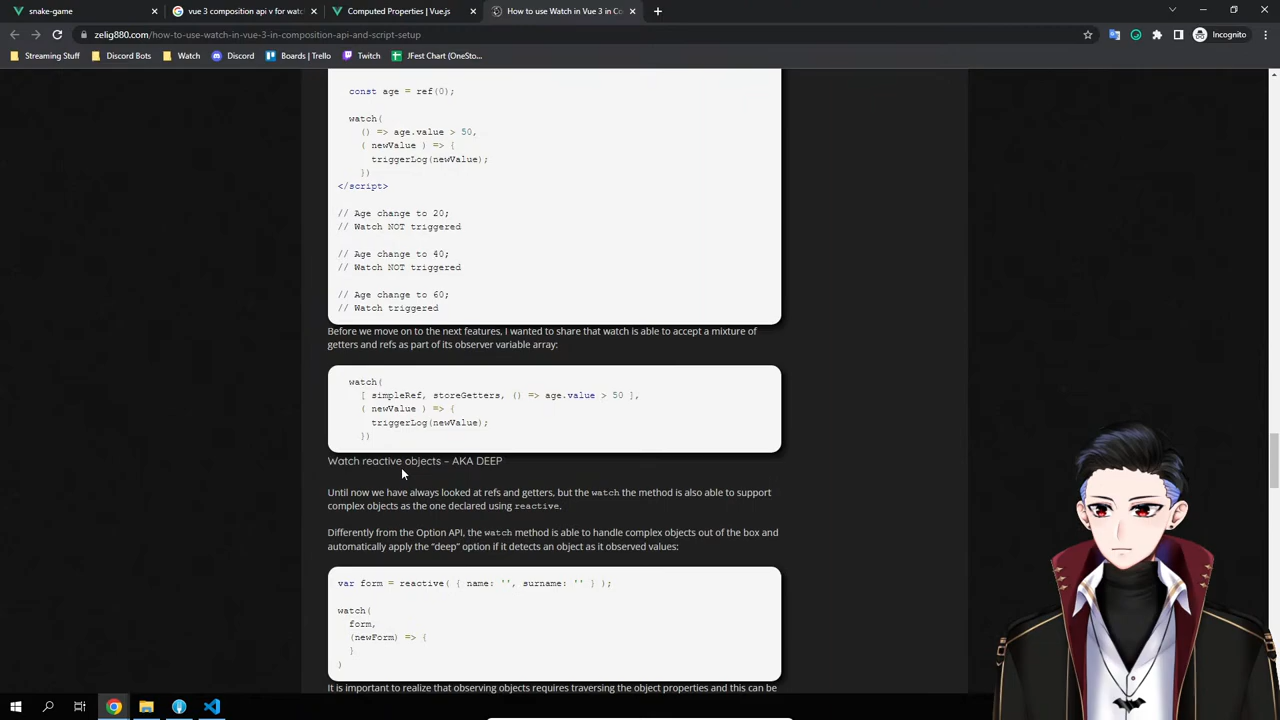 snake-game
vue 3 composition api v for watch
Computed Properties | Vue.js
How to use Watch in Vue 3 in Com
zelig880.com/how-to-use-watch-in-vue-3-in-composition-api-and-script-setup
Incognito
Streaming Stuff
Discord Bots
Watch
Discord
Boards | Trello
Twitch
JFest Chart (OneSto...
const age = ref(0);
watch(
() => age.value > 50,
( newValue ) => {
triggerLog(newValue);
})
</script>
// Age change to 20;
// Watch NOT triggered
// Age change to 40;
// Watch NOT triggered
// Age change to 60;
// Watch triggered
Before we move on to the next features, I wanted to share that watch is able to accept a mixture of
getters and refs as part of its observer variable array:
watch(
[ simpleRef, storeGetters, () => age.value > 50 ],
( newValue ) => {
triggerLog(newValue);
})
Watch reactive objects – AKA DEEP
Until now we have always looked at refs and getters, but the watch the method is also able to support
complex objects as the one declared using reactive.
Differently from the Option API, the watch method is able to handle complex objects out of the box and
automatically apply the “deep” option if it detects an object as it observed values:
var form = reactive( { name: '', surname: '' } );
watch(
form,
(newForm) => {
}
)
It is important to realize that observing objects requires traversing the object properties and this can be